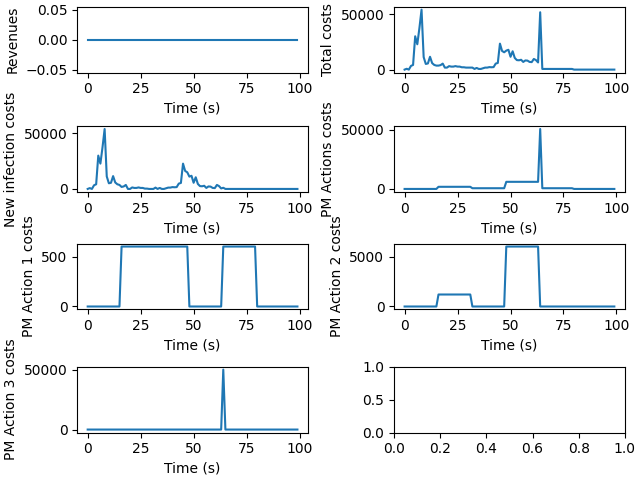 Revenues
0.05
0.00
−0.05
0 25 50 75 100
Time (s)
Total costs
50000
0
0 25 50 75 100
Time (s)
New infection costs
50000
0
0 25 50 75 100
Time (s)
PM Actions costs
50000
0
0 25 50 75 100
Time (s)
PM Action 1 costs
500
0
0 25 50 75 100
Time (s)
PM Action 2 costs
5000
0
0 25 50 75 100
Time (s)
PM Action 3 costs
50000
0
0 25 50 75 100
Time (s)
1.0
0.5
0.0
0.0 0.2 0.4 0.6 0.8 1.0